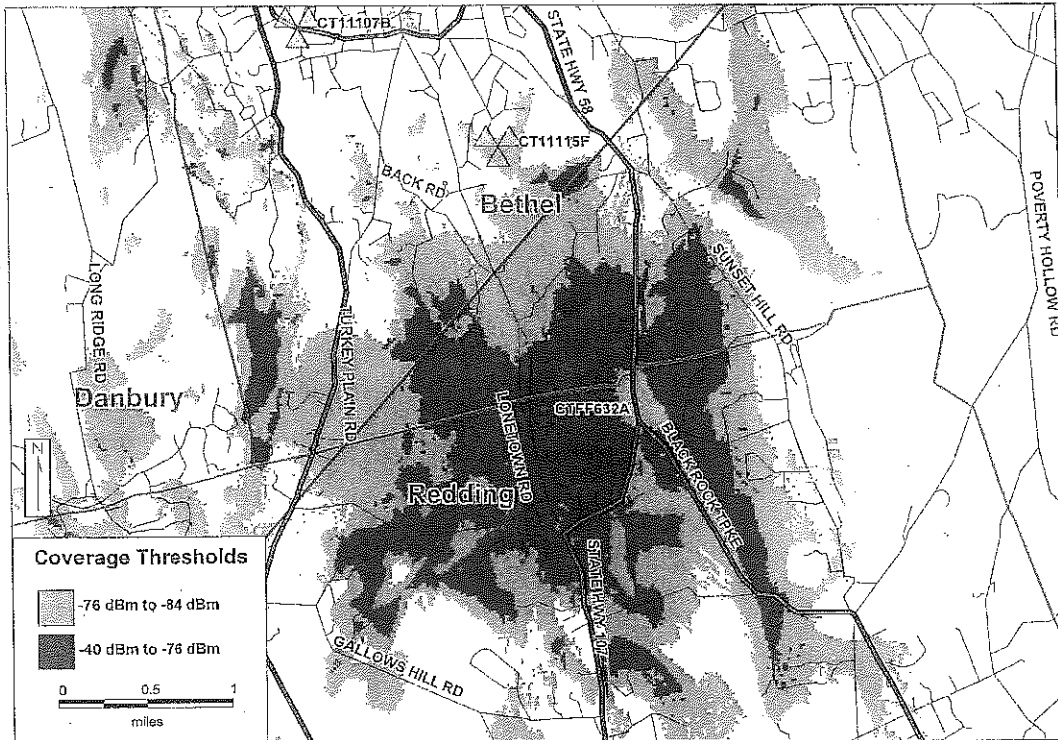 CT11107B
STATE HWY 58
CT11115F
BACK RD
Bethel
POVERTY HOLLOW RD
SUNSET HILL RD
LONG RIDGE RD
TURKEY PLAIN RD
Danbury
CTFF632A
LONETOWN RD
BLACK ROCK TPKE
N
Redding
STATE HWY 107
GALLOWS HILL RD
Coverage Thresholds
-76 dBm to -84 dBm
-40 dBm to -76 dBm
0 0.5 1
miles